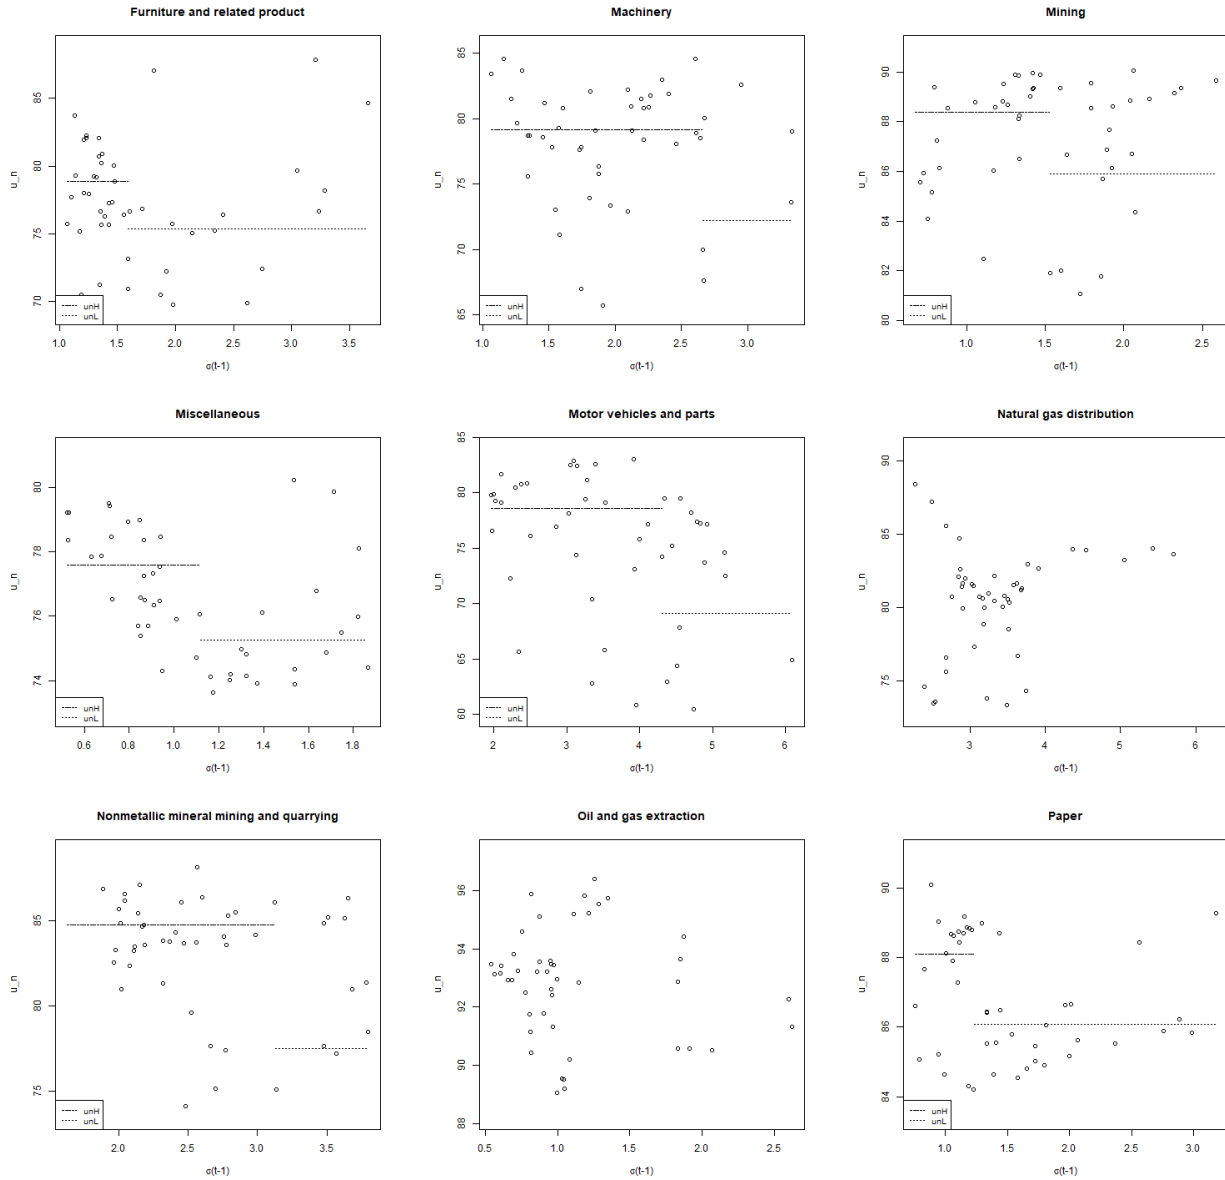 Furniture and related product
u_n
85
80
75
70
unH
unL
1.0 1.5 2.0 2.5 3.0 3.5
σ(t-1)
Machinery
u_n
85
80
75
70
65
unH
unL
1.0 1.5 2.0 2.5 3.0
σ(t-1)
Mining
u_n
90
88
86
84
82
80
unH
unL
1.0 1.5 2.0 2.5
σ(t-1)
Miscellaneous
u_n
80
78
76
74
unH
unL
0.6 0.8 1.0 1.2 1.4 1.6 1.8
σ(t-1)
Motor vehicles and parts
u_n
85
80
75
70
65
60
unH
unL
2 3 4 5 6
σ(t-1)
Natural gas distribution
u_n
90
85
80
75
3 4 5 6
σ(t-1)
Nonmetallic mineral mining and quarrying
u_n
85
80
75
unH
unL
2.0 2.5 3.0 3.5
σ(t-1)
Oil and gas extraction
u_n
96
94
92
90
88
0.5 1.0 1.5 2.0 2.5
σ(t-1)
Paper
u_n
90
88
86
84
unH
unL
1.0 1.5 2.0 2.5 3.0
σ(t-1)